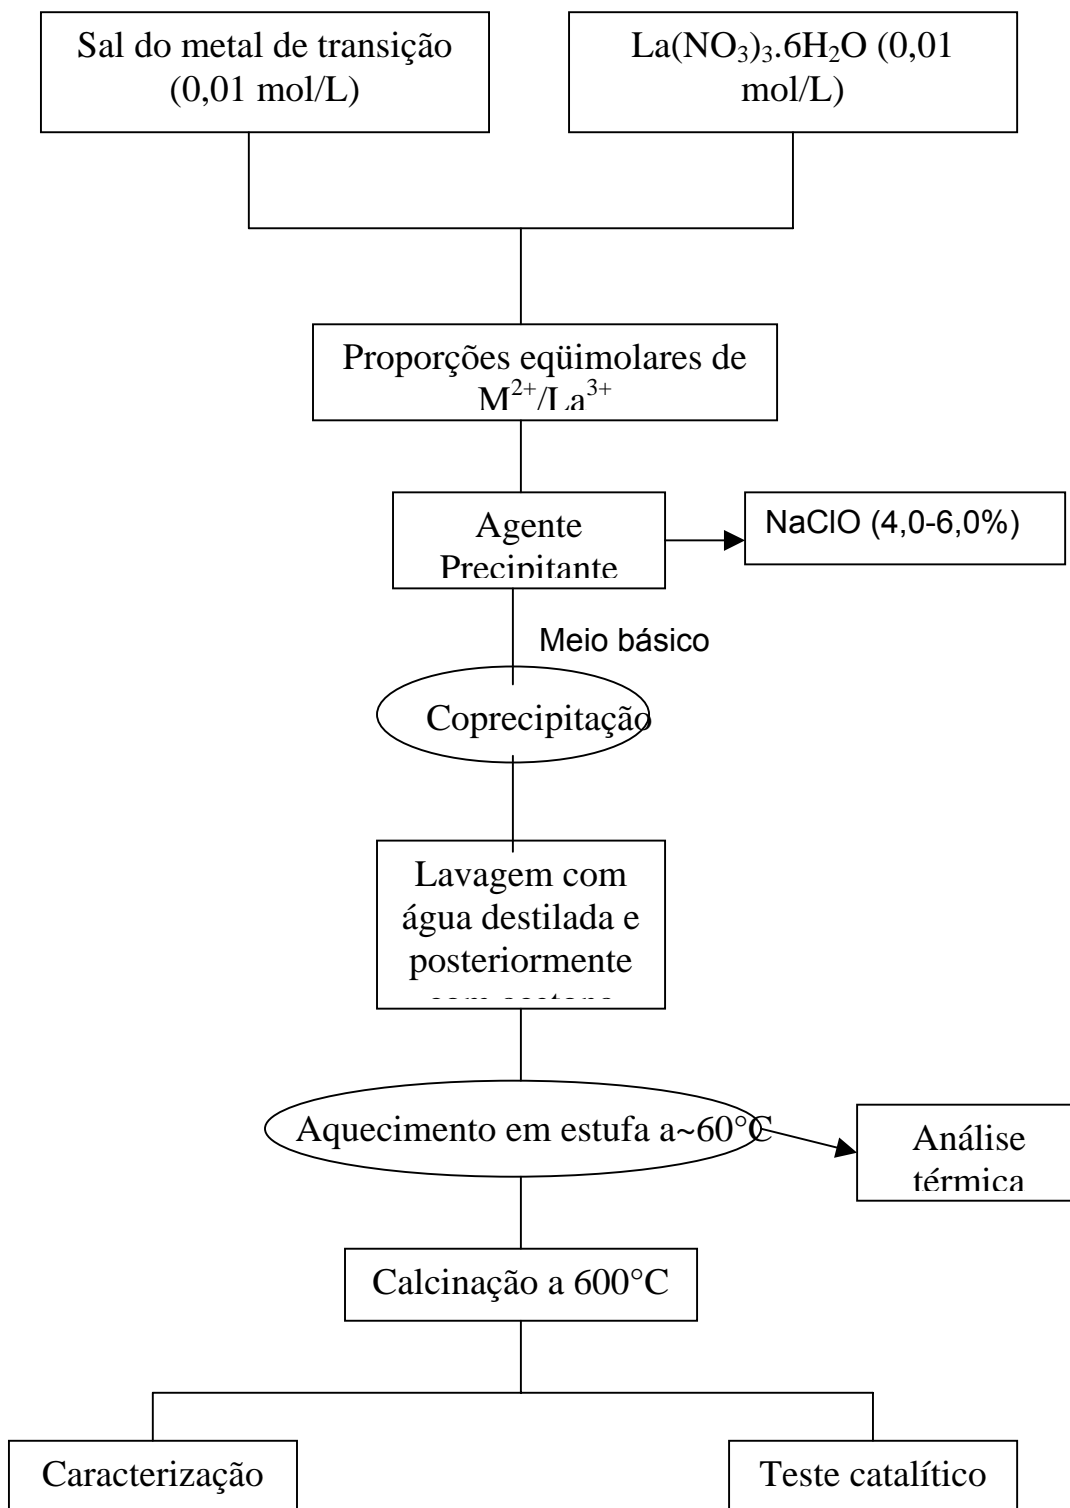 Sal do metal de transição
(0,01 mol/L)
La(NO₃)₃.6H₂O (0,01
mol/L)
Proporções eqüimolares de
M²⁺/La³⁺
Agente
Precipitante
NaClO (4,0-6,0%)
Meio básico
Coprecipitação
Lavagem com
água destilada e
posteriormente
com acetona
Aquecimento em estufa a~60°C
Análise
térmica
Calcinação a 600°C
Caracterização
Teste catalítico